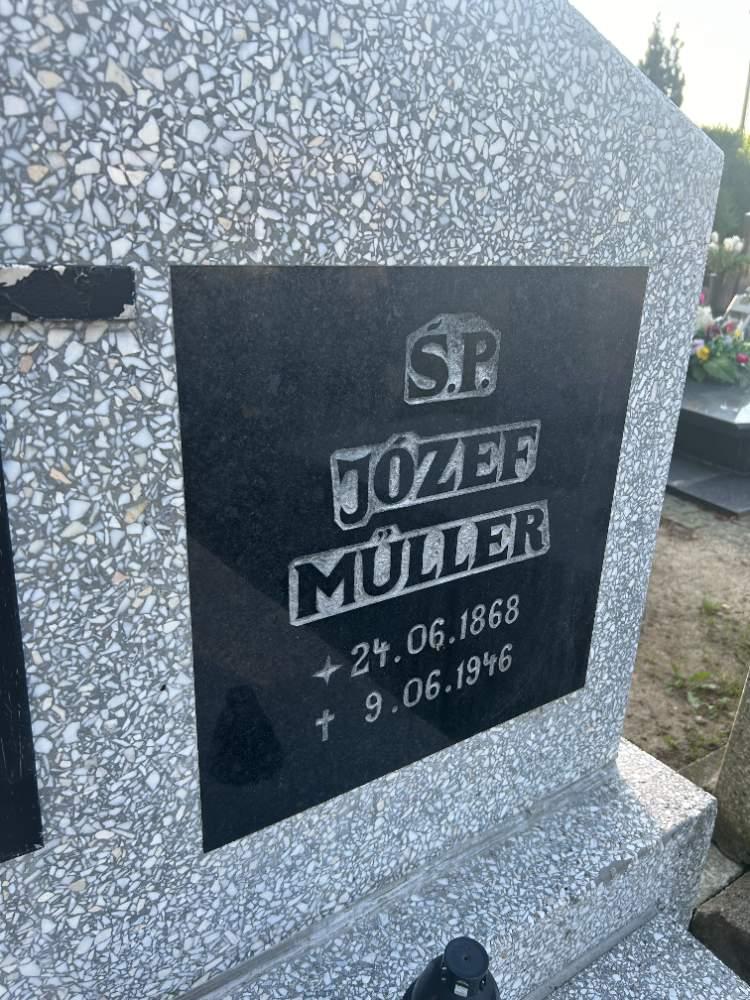 Ś.P.
JÓZEF
MÜLLER
24.06.1868
9.06.1946